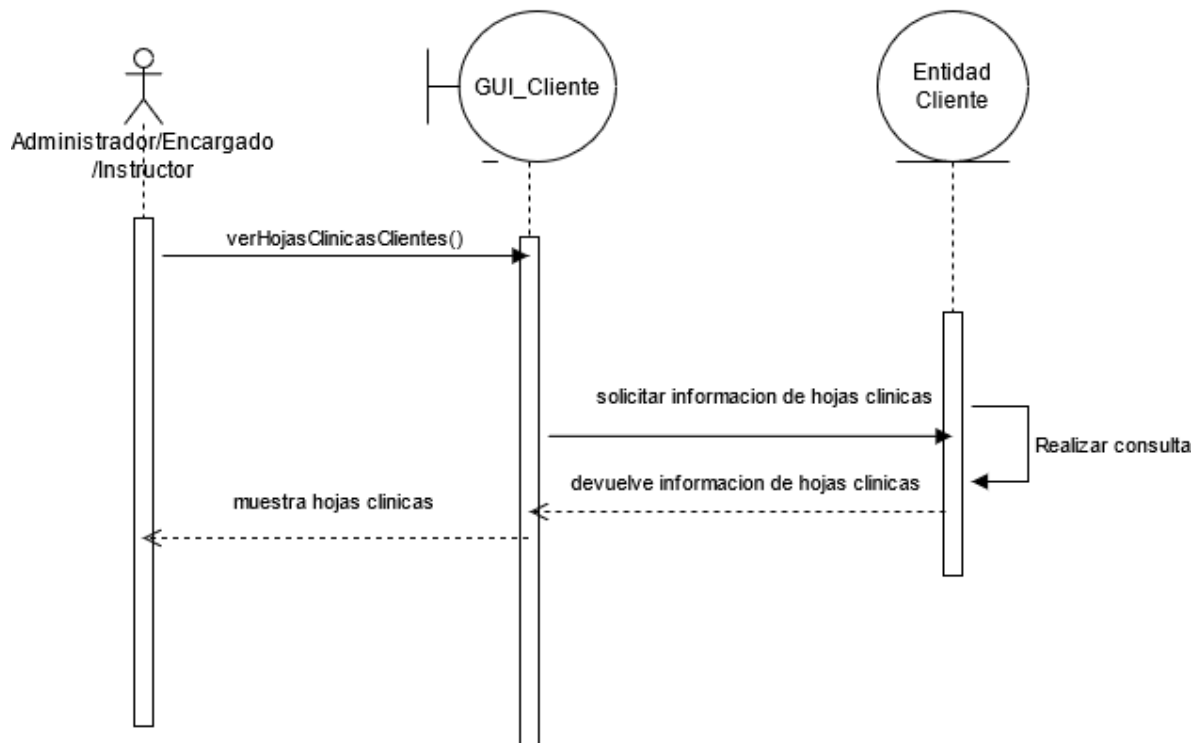 GUI_Cliente
Entidad
Cliente
Administrador/Encargado
/Instructor
verHojasClinicasClientes()
solicitar informacion de hojas clinicas
Realizar consulta
devuelve informacion de hojas clinicas
muestra hojas clinicas